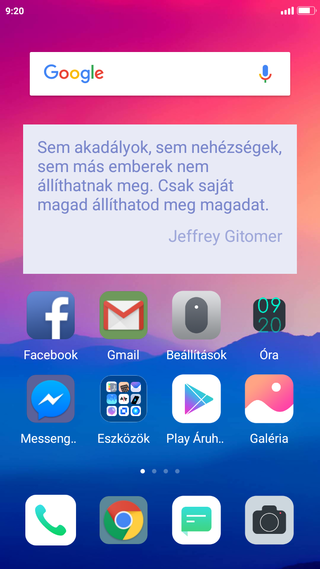 9:20
Google
Sem akadályok, sem nehézségek,
sem más emberek nem
állíthatnak meg. Csak saját
magad állíthatod meg magadat.
Jeffrey Gitomer
09
20
Facebook
Gmail
Beállítások
Óra
Messeng..
Eszközök
Play Áruh..
Galéria